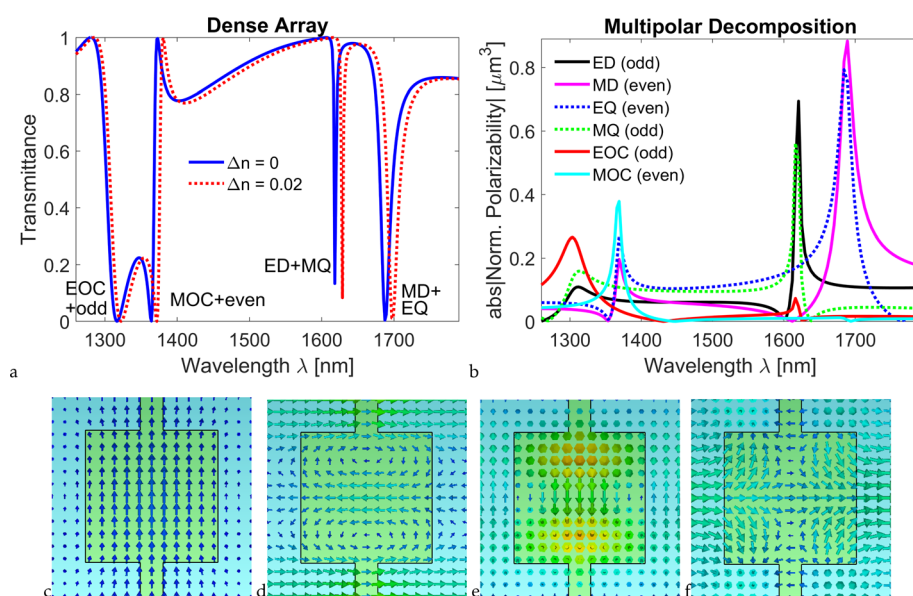 a
Dense Array
Transmittance
1
0.8
0.6
0.4
0.2
0
Δn = 0
Δn = 0.02
EOC
+odd
MOC+even
ED+MQ
MD+
EQ
1300 1400 1500 1600 1700
Wavelength λ [nm]
b
Multipolar Decomposition
abs|Norm. Polarizability| [μm³]
0.8
0.6
0.4
0.2
0
ED (odd)
MD (even)
EQ (even)
MQ (odd)
EOC (odd)
MOC (even)
1300 1400 1500 1600 1700
Wavelength λ [nm]
c
d
e
f